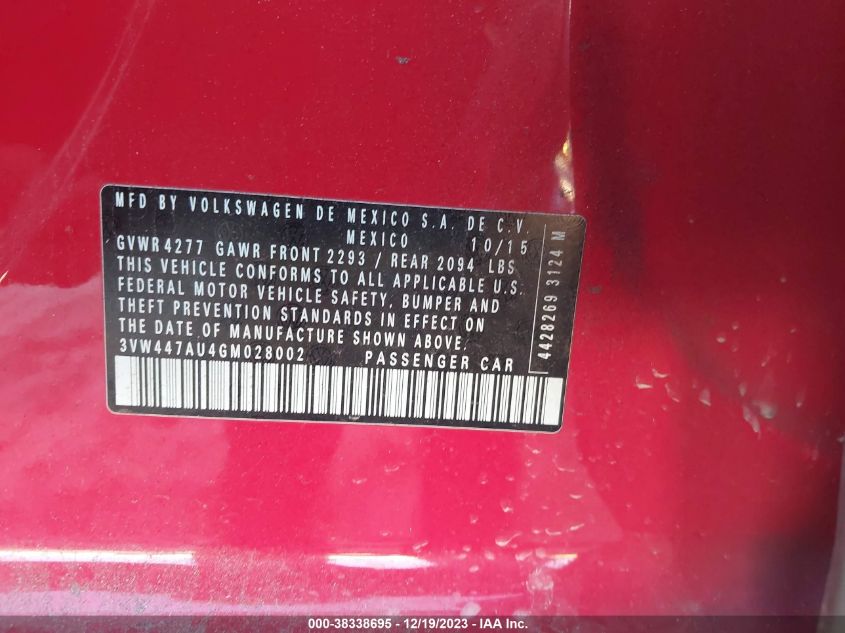 MFD BY VOLKSWAGEN DE MEXICO S.A. DE C.V.
MEXICO 10/15
GVWR 4277 GAWR FRONT 2293 / REAR 2094 LBS
THIS VEHICLE CONFORMS TO ALL APPLICABLE U.S.
FEDERAL MOTOR VEHICLE SAFETY, BUMPER AND
THEFT PREVENTION STANDARDS IN EFFECT ON
THE DATE OF MANUFACTURE SHOWN ABOVE.
3VW447AU4GM028002 PASSENGER CAR
4428269 3124 M
000-38338695 - 12/19/2023 - IAA, Inc.